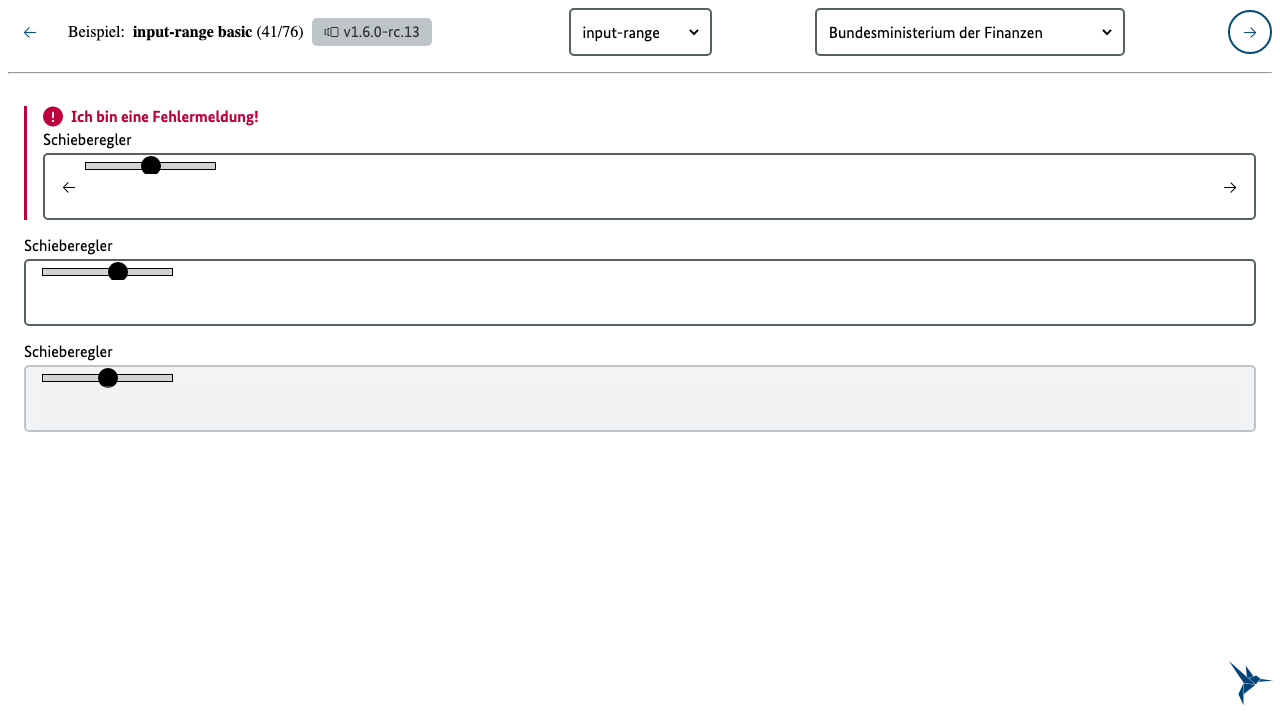 Beispiel: input-range basic (41/76) v1.6.0-rc.13 input-range Bundesministerium der Finanzen
Ich bin eine Fehlermeldung!
Schieberegler
Schieberegler
Schieberegler